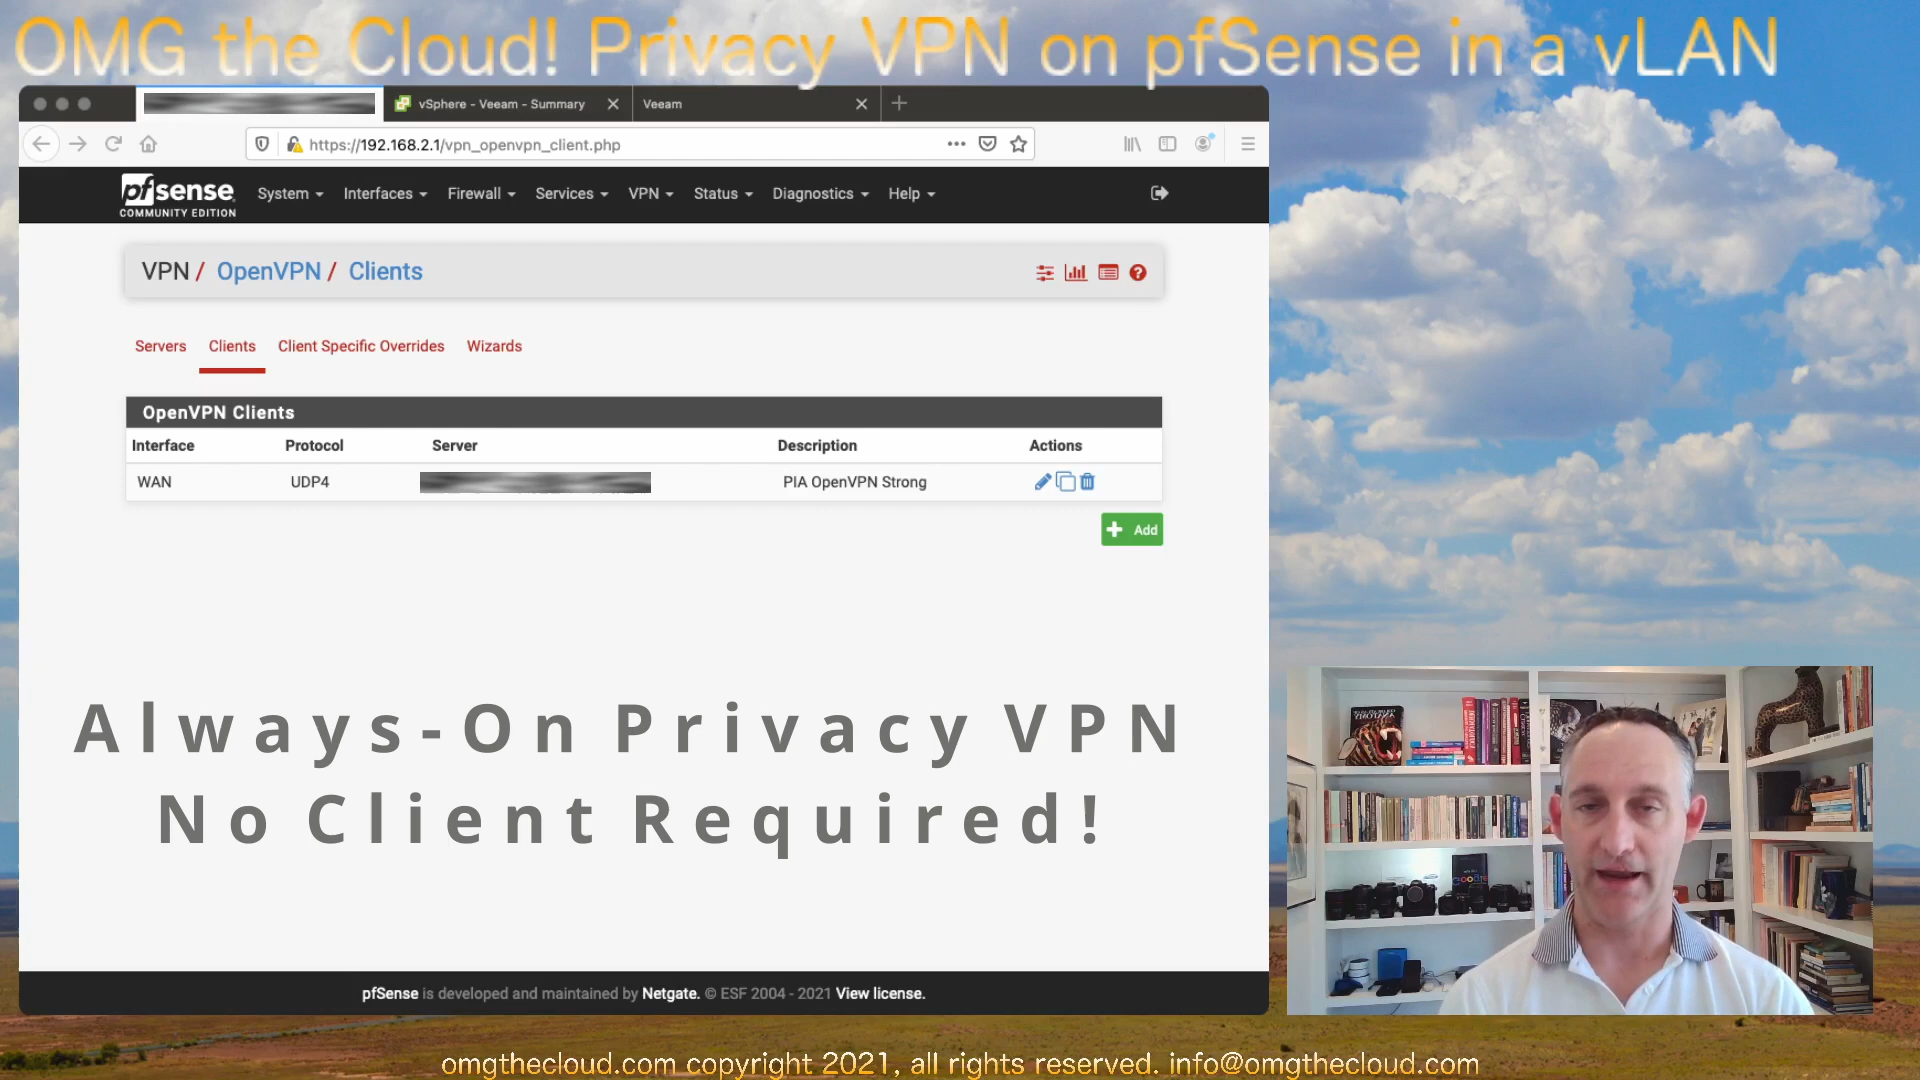 OMG the Cloud! Privacy VPN on pfSense in a vLAN
vSphere - Veeam - Summary
Veeam
https://192.168.2.1/vpn_openvpn_client.php
pfsense
COMMUNITY EDITION
System Interfaces Firewall Services VPN Status Diagnostics Help
VPN / OpenVPN / Clients
Servers Clients Client Specific Overrides Wizards
OpenVPN Clients
Interface Protocol Server Description Actions
WAN UDP4 PIA OpenVPN Strong
Add
Always-On Privacy VPN
No Client Required!
pfSense is developed and maintained by Netgate. © ESF 2004 - 2021 View license.
omgthecloud.com copyright 2021, all rights reserved. info@omgthecloud.com